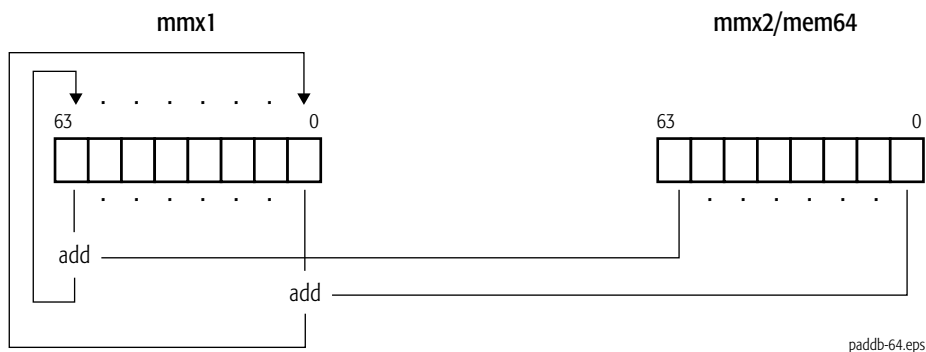 mmx1 mmx2/mem64
. . . . . .
63 0 63 0
. . . . . . . . . . . .
add
add
paddb-64.eps